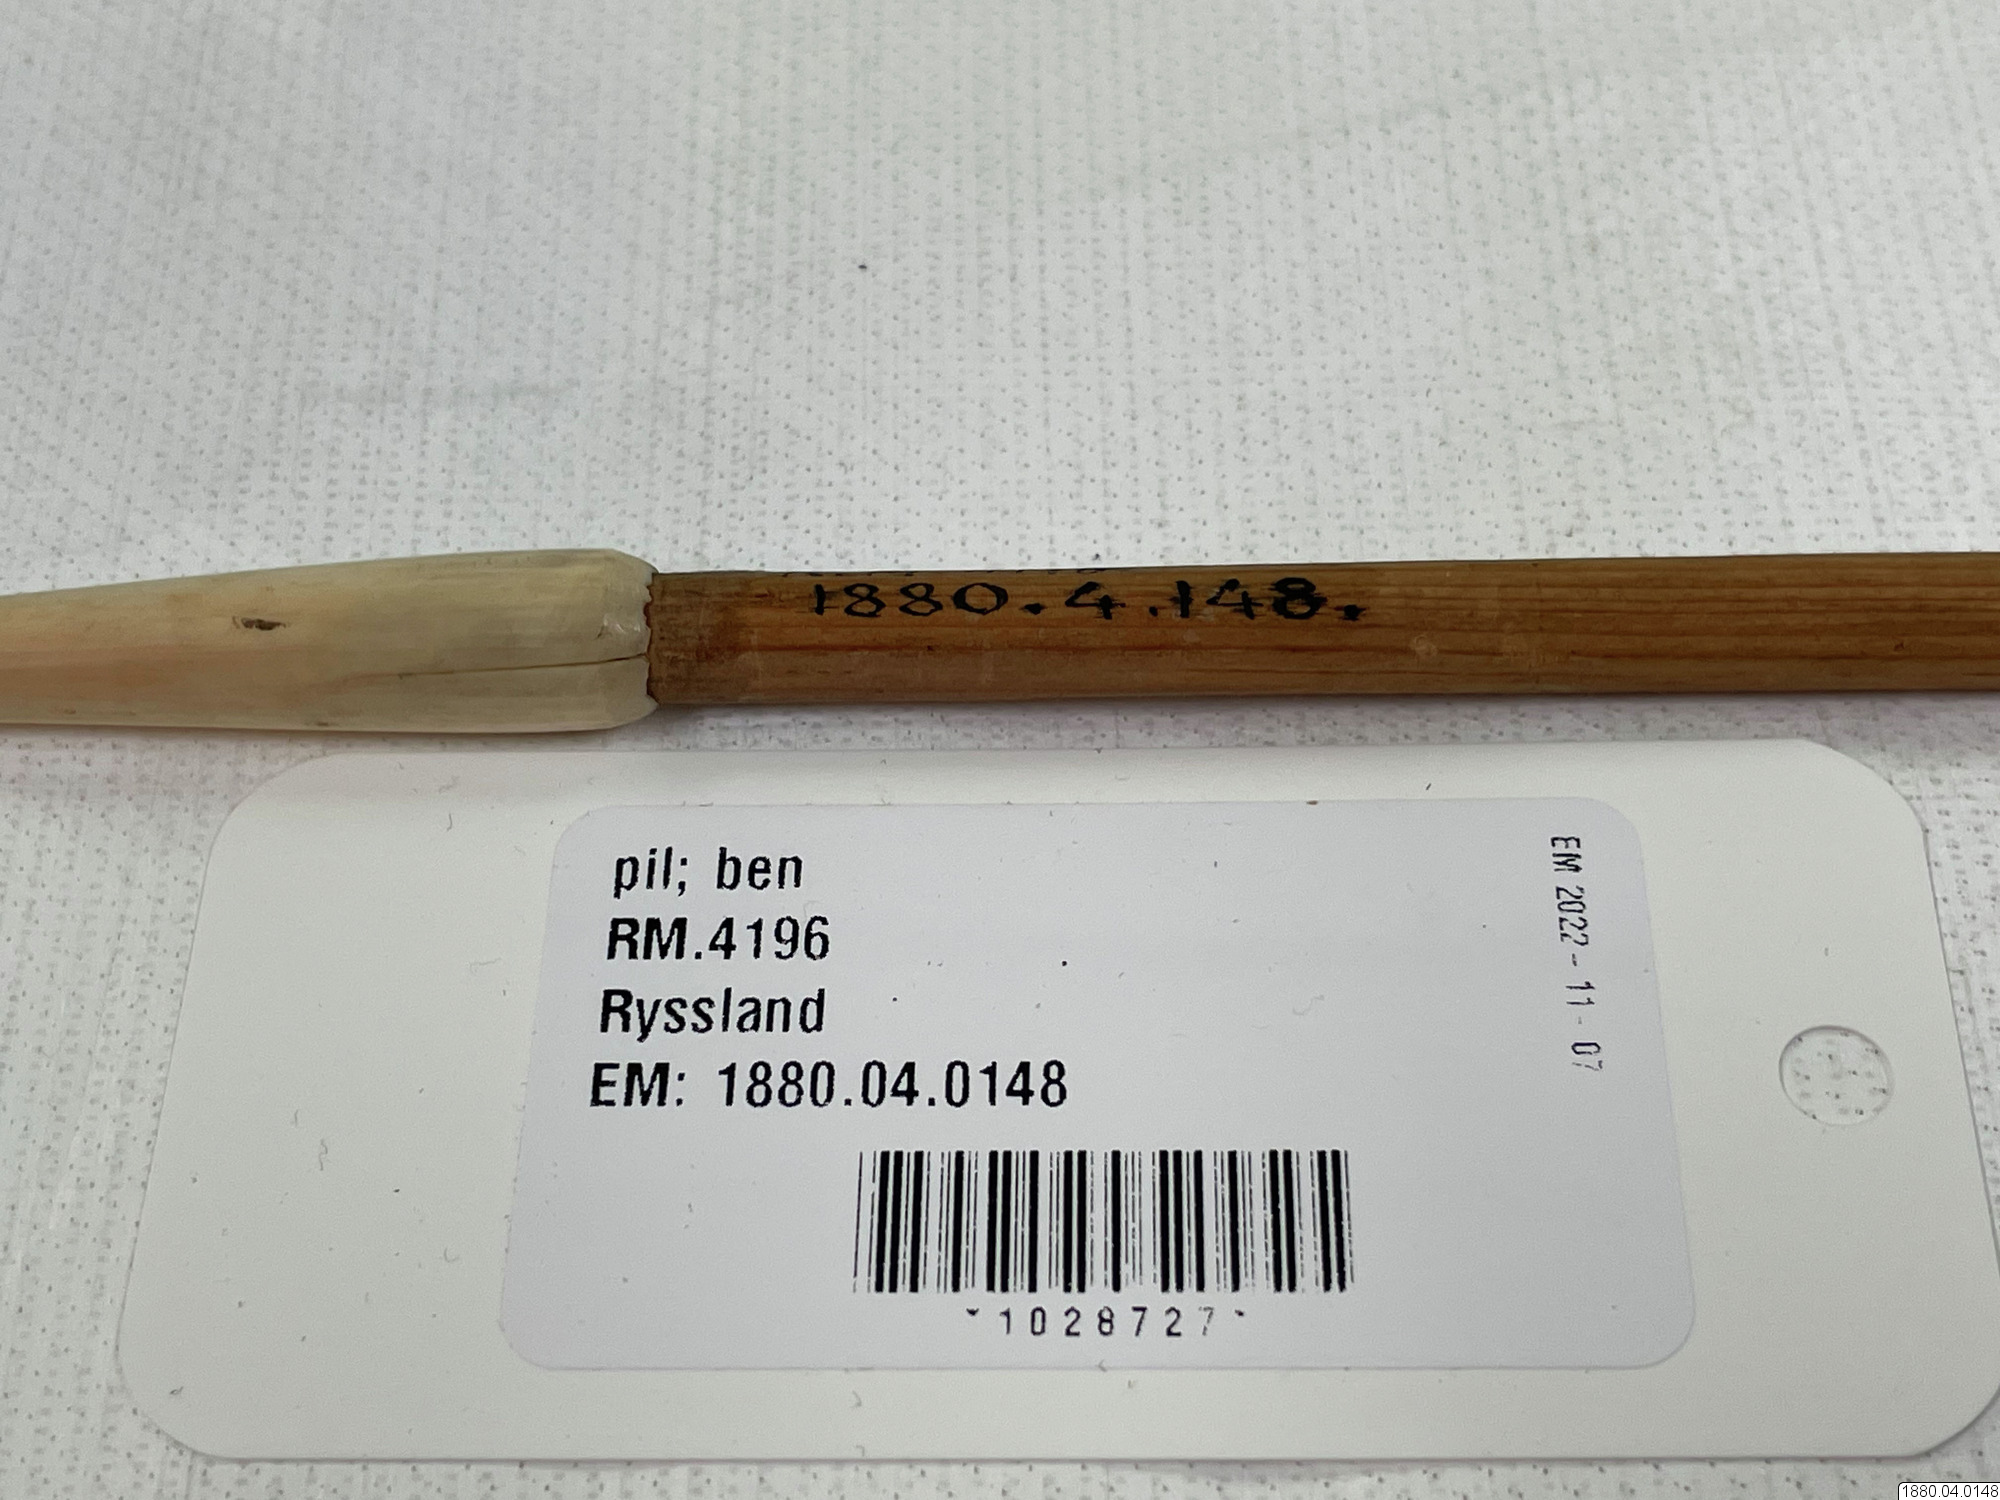 1880.4.148.
pil; ben
RM.4196
Ryssland
EM: 1880.04.0148
*1028727*
EM 2022-11-07
1880.04.0148